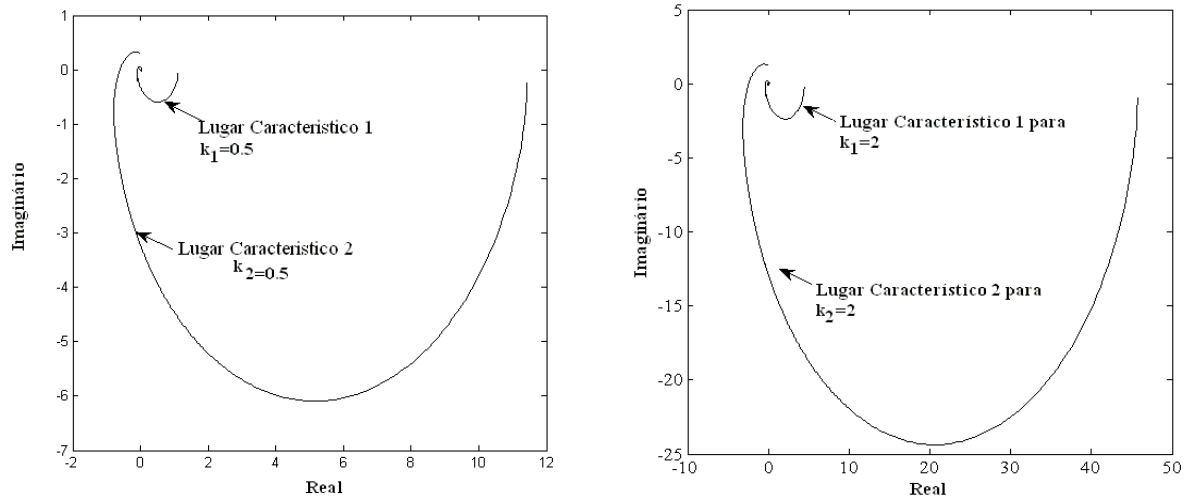 1
0
-1
-2
-3
-4
-5
-6
-7
Imaginário
Lugar Caracteristico 1
k1=0.5
Lugar Caracteristico 2
k2=0.5
-2 0 2 4 6 8 10 12
Real
5
0
-5
-10
-15
-20
-25
Imaginário
Lugar Característico 1 para
k1=2
Lugar Característico 2 para
k2=2
-10 0 10 20 30 40 50
Real